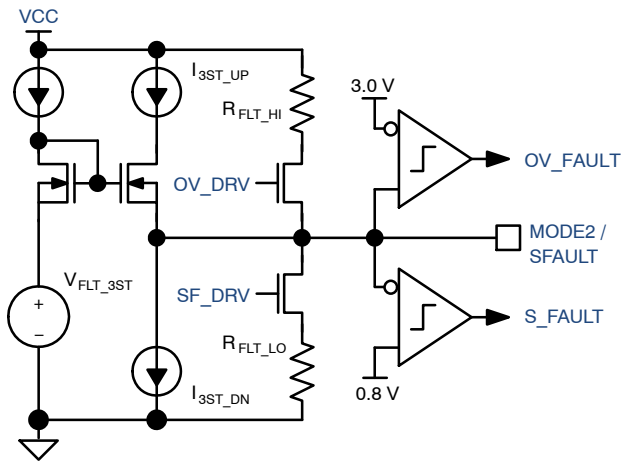 VCC
I3ST_UP
RFLT_HI
3.0 V
OV_FAULT
OV_DRV
MODE2 /
SFAULT
VFLT_3ST
+
−
SF_DRV
S_FAULT
RFLT_LO
I3ST_DN
0.8 V